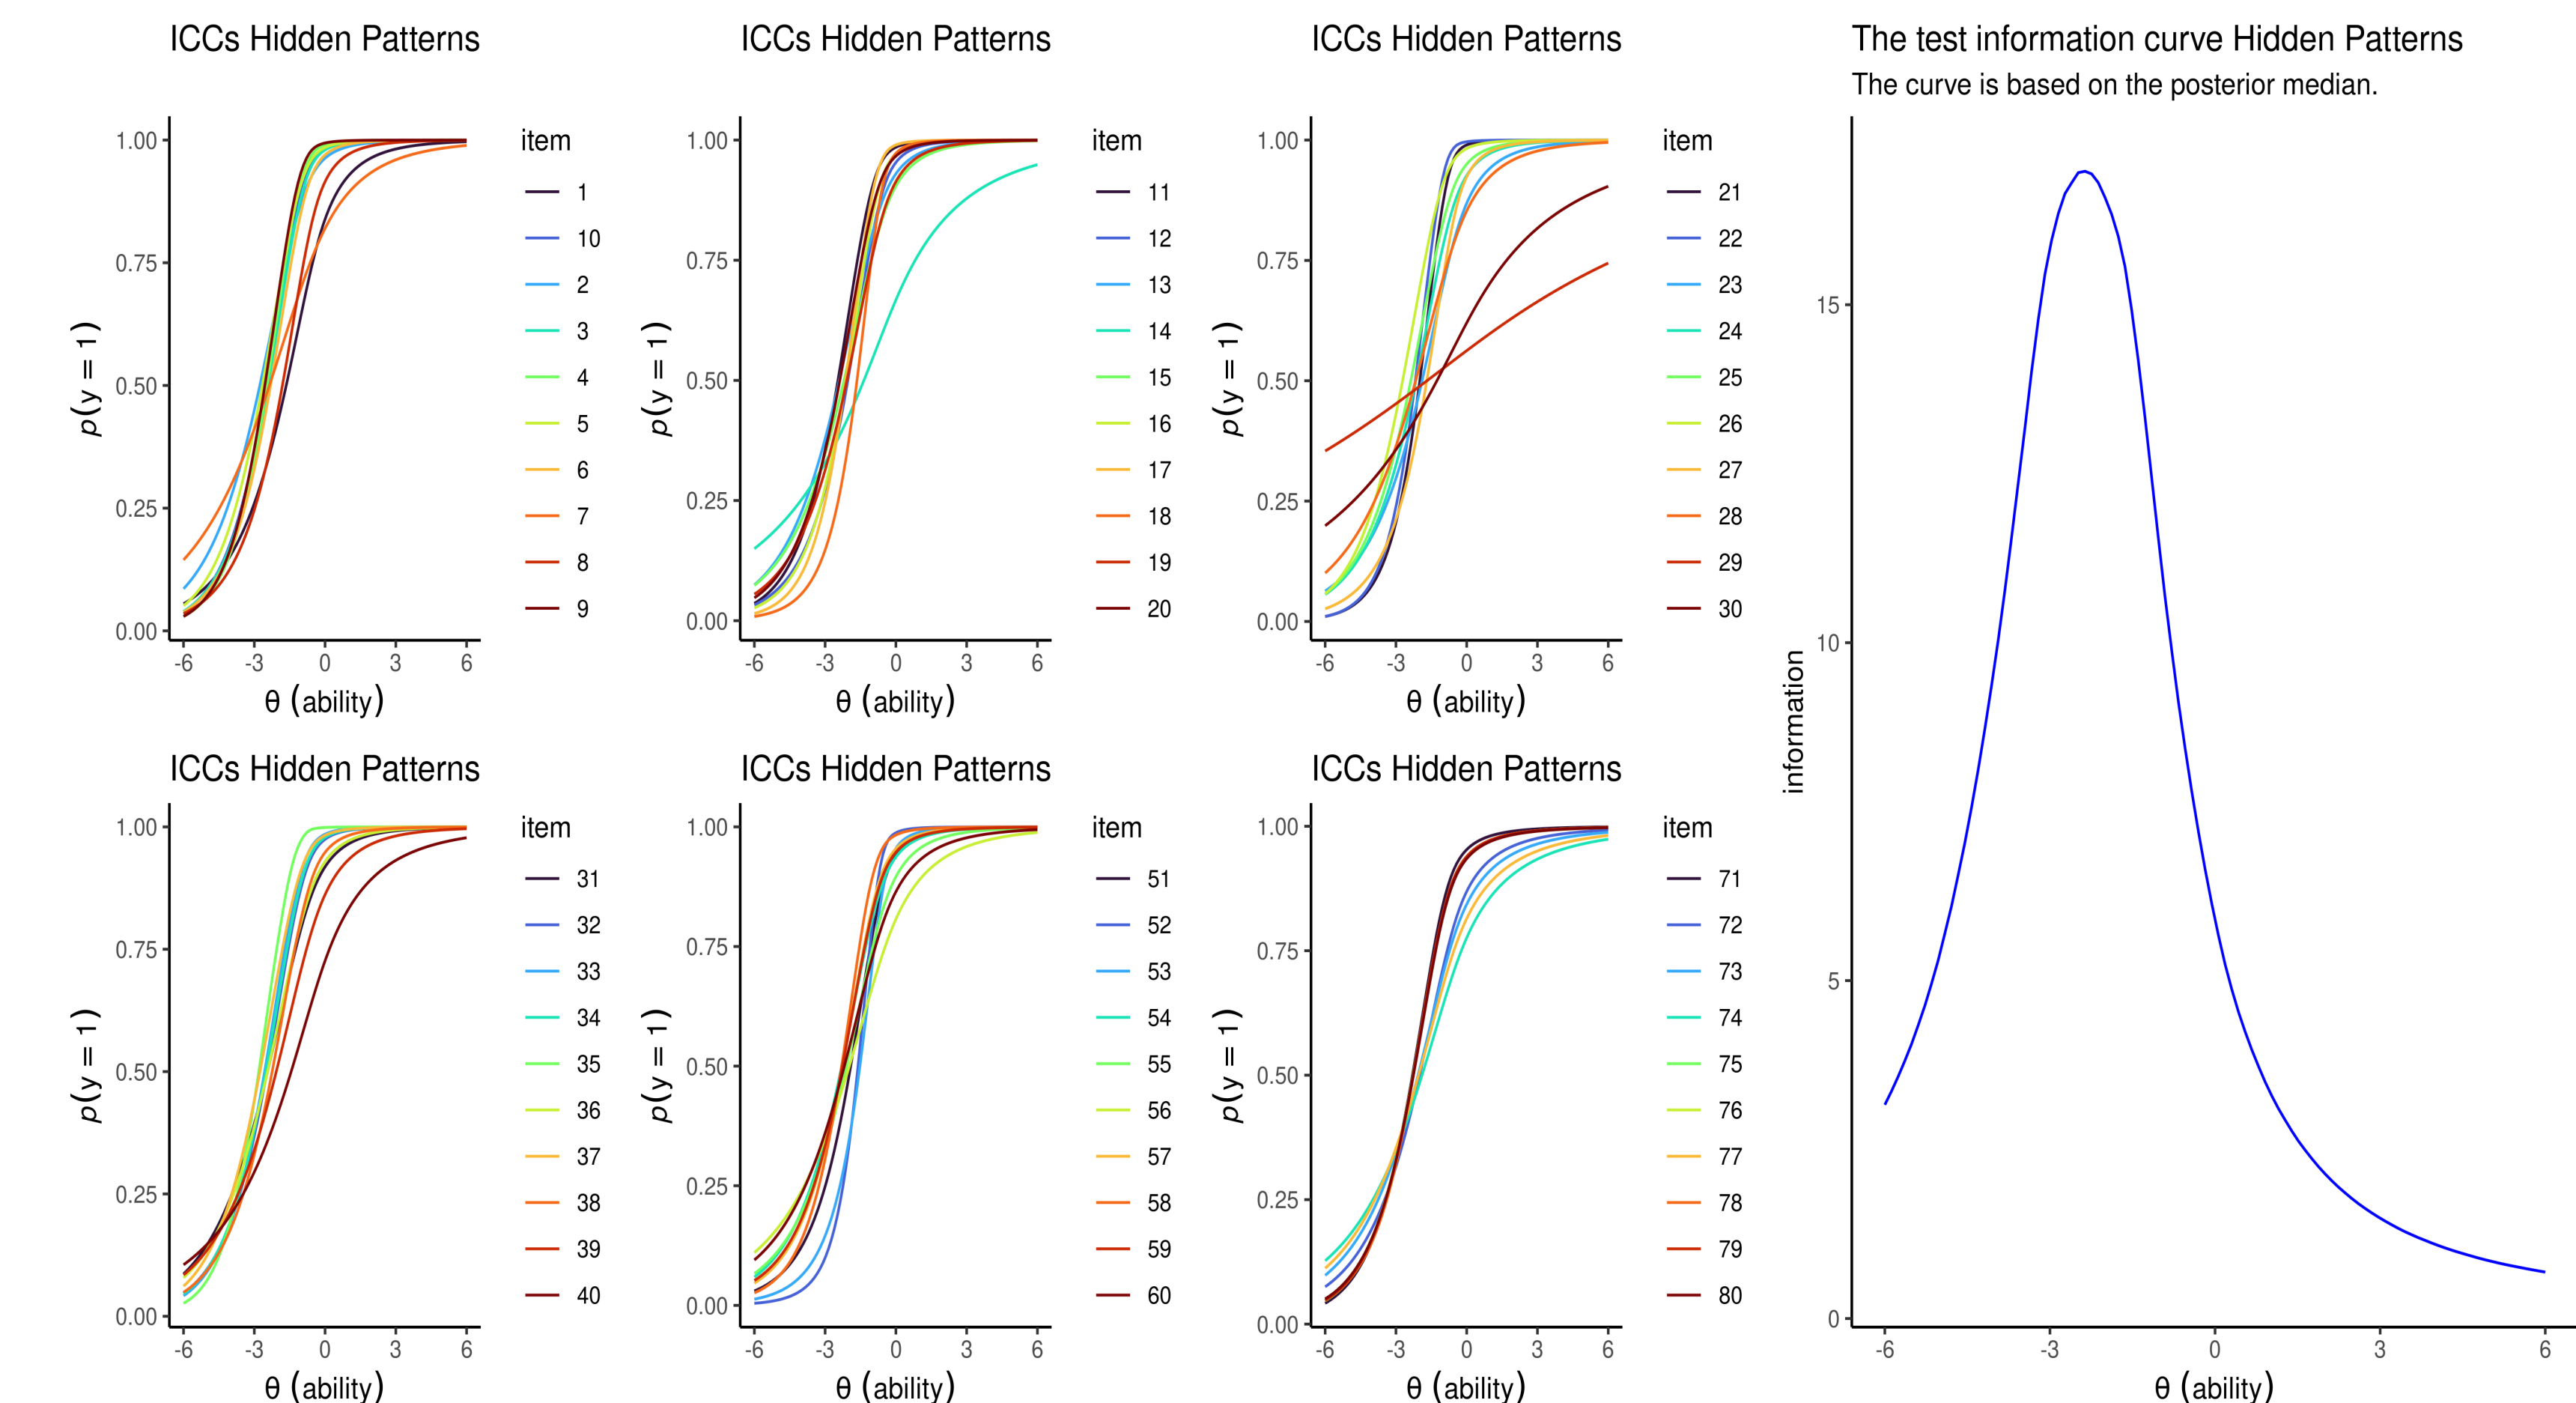 ICCs Hidden Patterns
1.00
0.75
0.50
0.25
0.00
p(y = 1)
-6 -3 0 3 6
θ (ability)
item
1
10
2
3
4
5
6
7
8
9
ICCs Hidden Patterns
1.00
0.75
0.50
0.25
0.00
p(y = 1)
-6 -3 0 3 6
θ (ability)
item
11
12
13
14
15
16
17
18
19
20
ICCs Hidden Patterns
1.00
0.75
0.50
0.25
0.00
p(y = 1)
-6 -3 0 3 6
θ (ability)
item
21
22
23
24
25
26
27
28
29
30
ICCs Hidden Patterns
1.00
0.75
0.50
0.25
0.00
p(y = 1)
-6 -3 0 3 6
θ (ability)
item
31
32
33
34
35
36
37
38
39
40
ICCs Hidden Patterns
1.00
0.75
0.50
0.25
0.00
p(y = 1)
-6 -3 0 3 6
θ (ability)
item
51
52
53
54
55
56
57
58
59
60
ICCs Hidden Patterns
1.00
0.75
0.50
0.25
0.00
p(y = 1)
-6 -3 0 3 6
θ (ability)
item
71
72
73
74
75
76
77
78
79
80
The test information curve Hidden Patterns
The curve is based on the posterior median.
15
10
5
0
information
-6 -3 0 3 6
θ (ability)